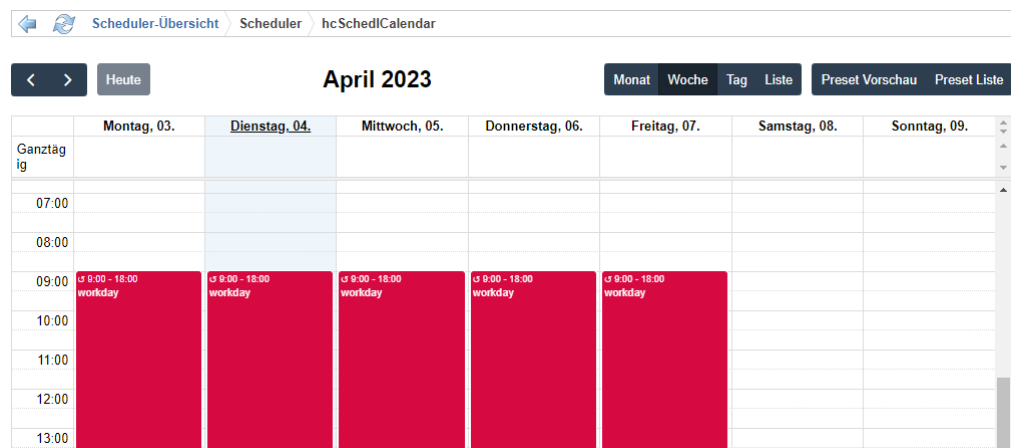 Scheduler-Übersicht Scheduler hcSchedlCalendar
Heute April 2023 Monat Woche Tag Liste Preset Vorschau Preset Liste
Montag, 03. Dienstag, 04. Mittwoch, 05. Donnerstag, 06. Freitag, 07. Samstag, 08. Sonntag, 09.
Ganztäg
ig
07:00
08:00
09:00 ↺ 9:00 - 18:00 ↺ 9:00 - 18:00 ↺ 9:00 - 18:00 ↺ 9:00 - 18:00 ↺ 9:00 - 18:00
workday workday workday workday workday
10:00
11:00
12:00
13:00